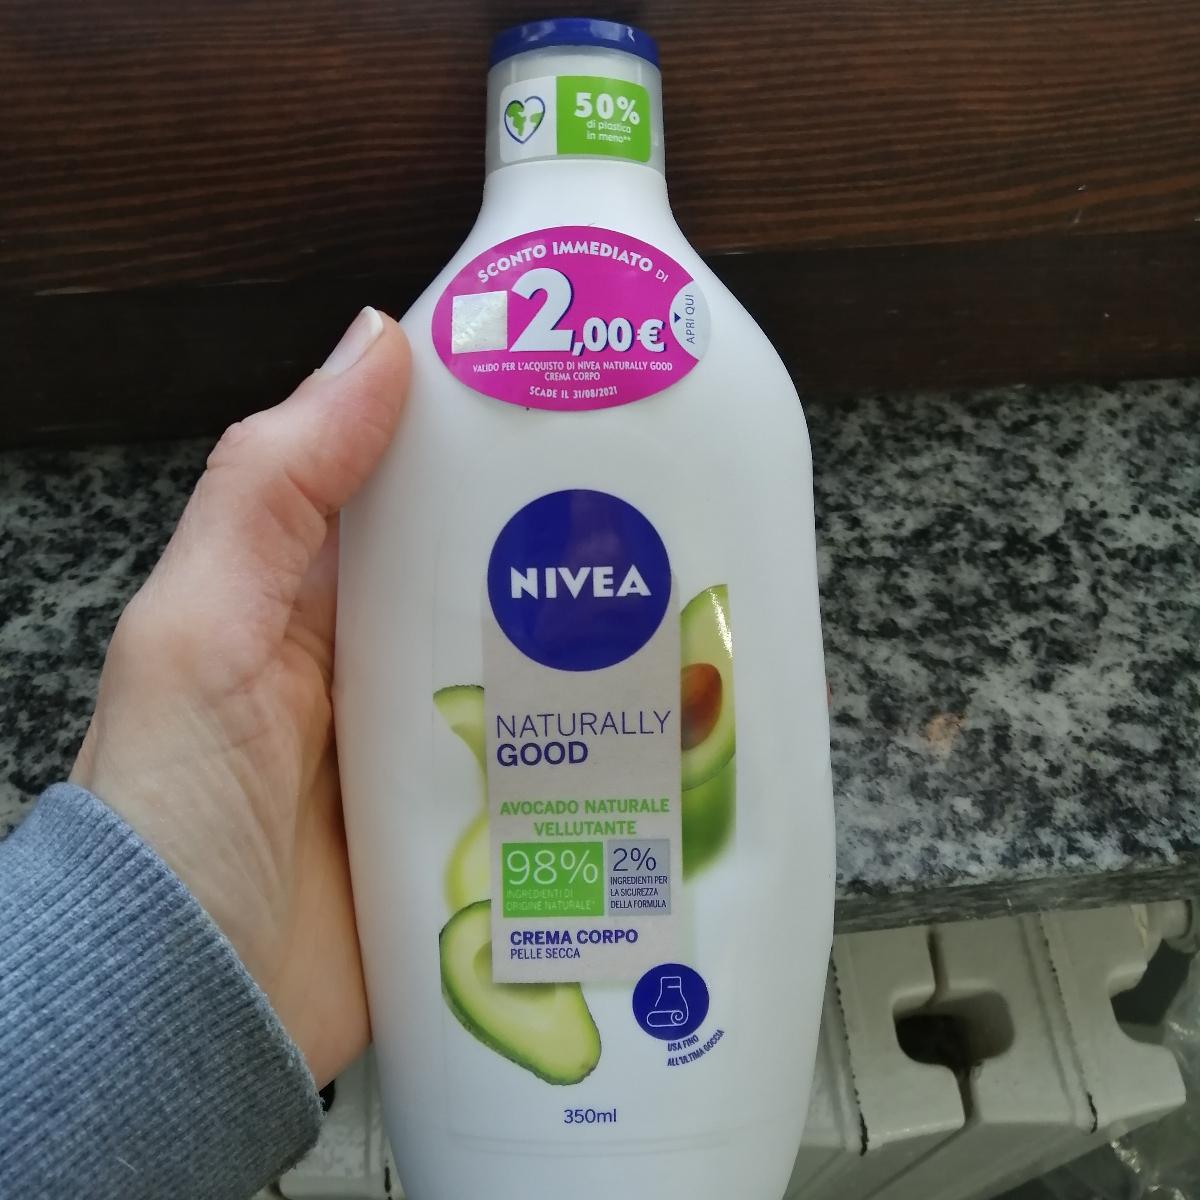 50%
di plastica
in meno**
SCONTO IMMEDIATO DI
2,00€
APRI QUI
VALIDO PER L'ACQUISTO DI NIVEA NATURALLY GOOD
CREMA CORPO
SCADE IL 31/08/2021
NIVEA
NATURALLY
GOOD
AVOCADO NATURALE
VELLUTANTE
98%
INGREDIENTI DI
ORIGINE NATURALE*
2%
INGREDIENTI PER
LA SICUREZZA
DELLA FORMULA
CREMA CORPO
PELLE SECCA
USA FINO
ALL'ULTIMA GOCCIA
350ml